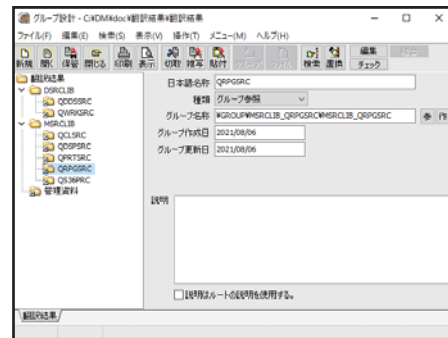 グループ設計 - C:¥DM¥doc¥翻訳結果¥翻訳結果
ファイル(F) 編集(E) 検索(S) 表示(V) 操作(T) メニュー(M) ヘルプ(H)
新規 開く 保管 閉じる 印刷 表示 切取 複写 貼付 検索 置換 編集 チェック
翻訳結果
DSRCLIB
QDDSSRC
QWRKSRC
MSRCLIB
QCLSRC
QDSPSRC
QPRTSRC
QRPGSRC
QS36PRC
管理資料
日本語名称 QRPGSRC
種類 グループ参照
グループ名称 ¥GROUP¥MSRCLIB_QRPGSRC¥MSRCLIB_QRPGSRC 参 作
グループ作成日 2021/08/06
グループ更新日 2021/08/06
説明
説明はルートの説明を使用する。
翻訳結果